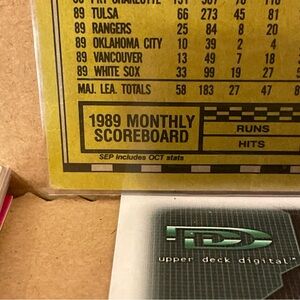 89 TULSA 66 273 45 81
89 RANGERS 25 84 8 20
89 OKLAHOMA CITY 10 39 2 4
89 VANCOUVER 13 49 7
89 WHITE SOX 33 99 19 27
MAJ. LEA. TOTALS 58 183 27 47 8
1989 MONTHLY
SCOREBOARD
RUNS
HITS
SEP includes OCT stats
upper deck digital™